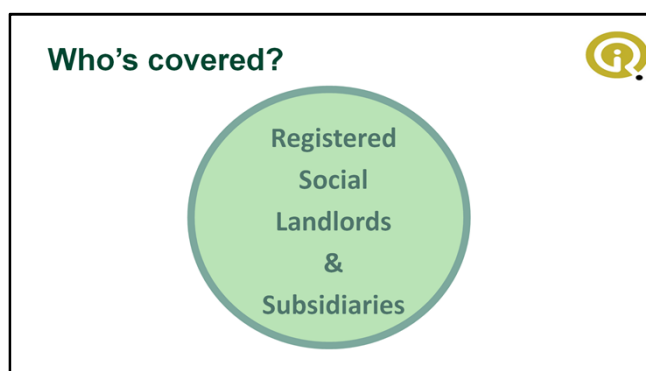 Who's covered?
Registered
Social
Landlords
&
Subsidiaries